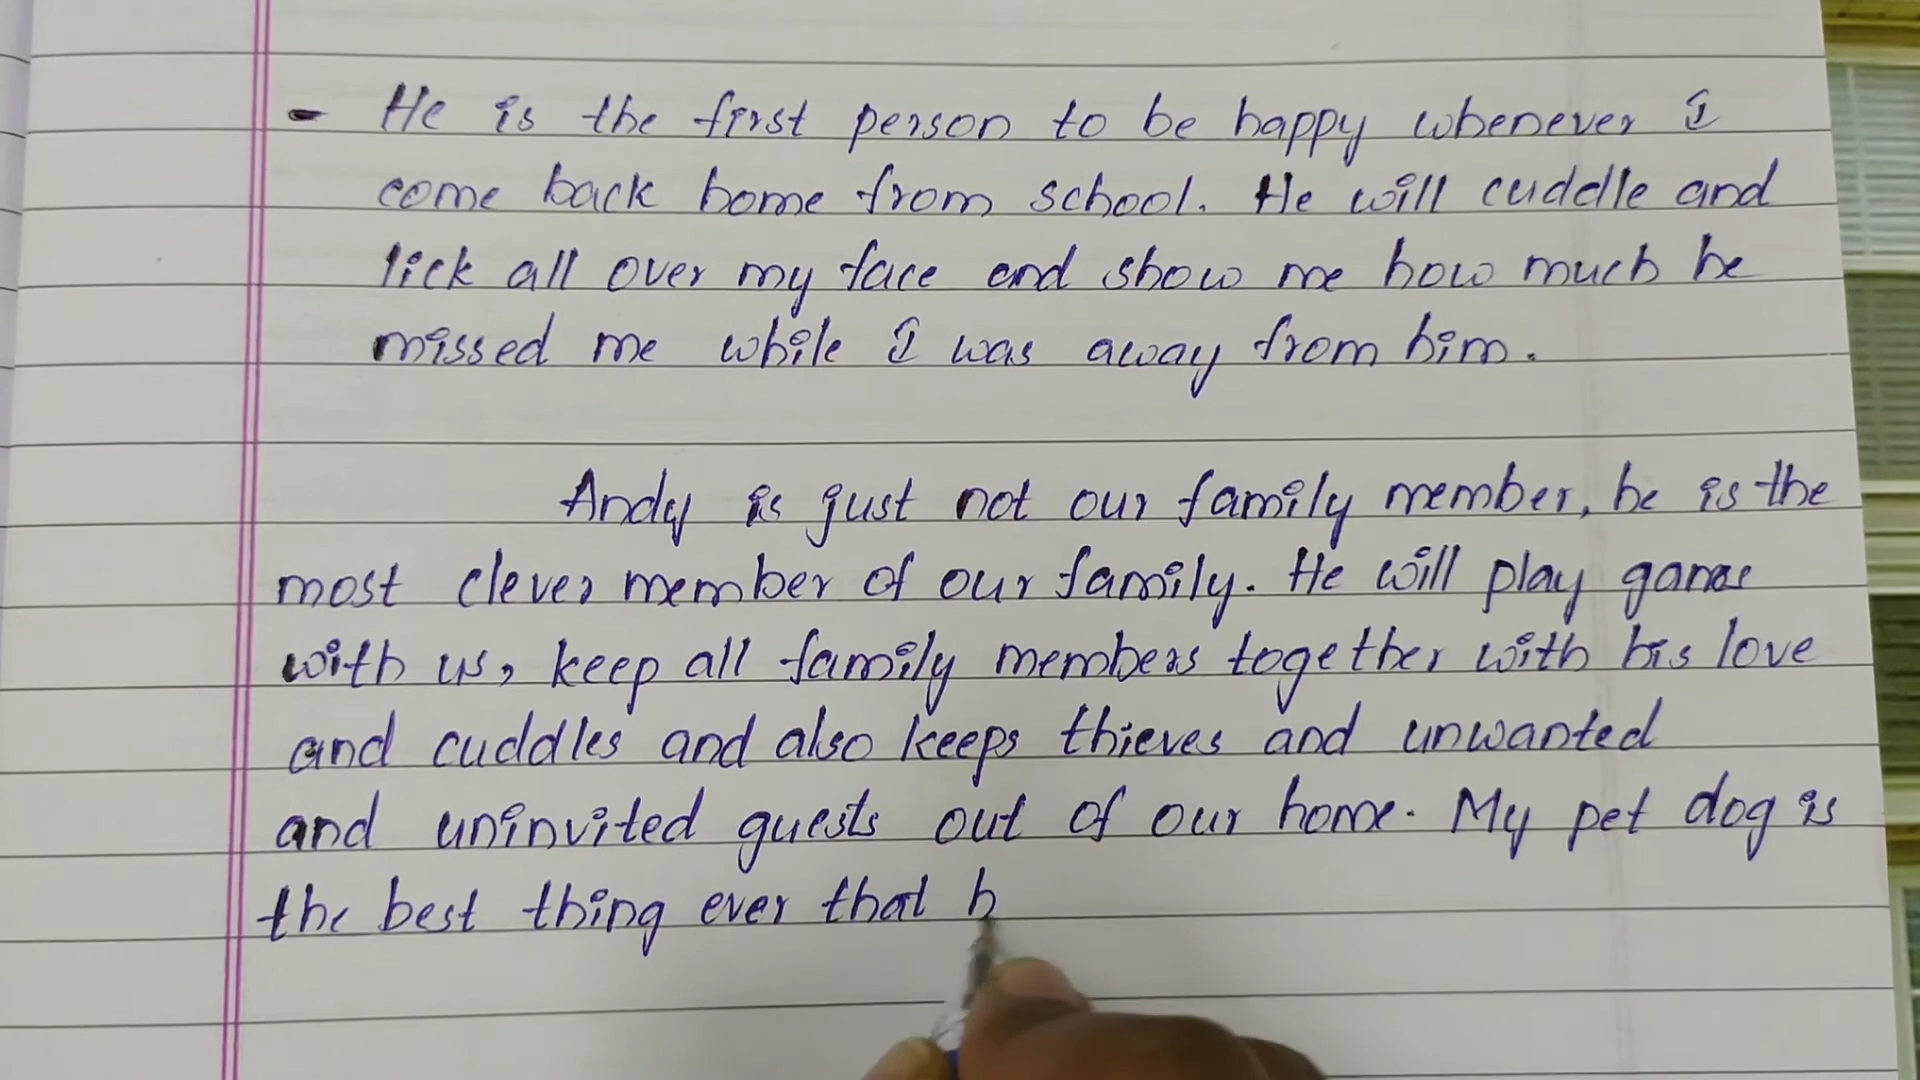 - He is the first person to be happy whenever I
come back home from school. He will cuddle and
lick all over my face and show me how much he
missed me while I was away from him.
Andy is just not our family member, he is the
most clever member of our family. He will play games
with us, keep all family members together with his love
and cuddles and also keeps thieves and unwanted
and uninvited guests out of our home. My pet dog is
the best thing ever that h